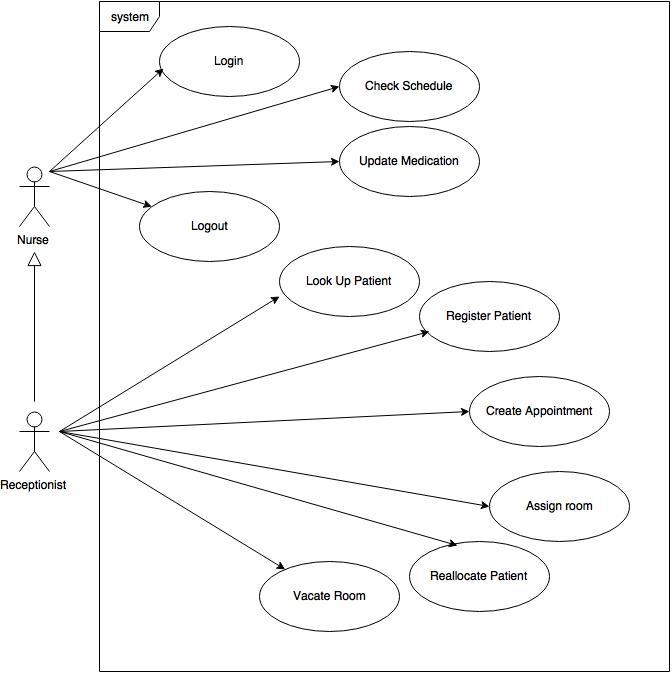 system
Login
Check Schedule
Update Medication
Logout
Nurse
Look Up Patient
Register Patient
Create Appointment
Receptionist
Assign room
Reallocate Patient
Vacate Room